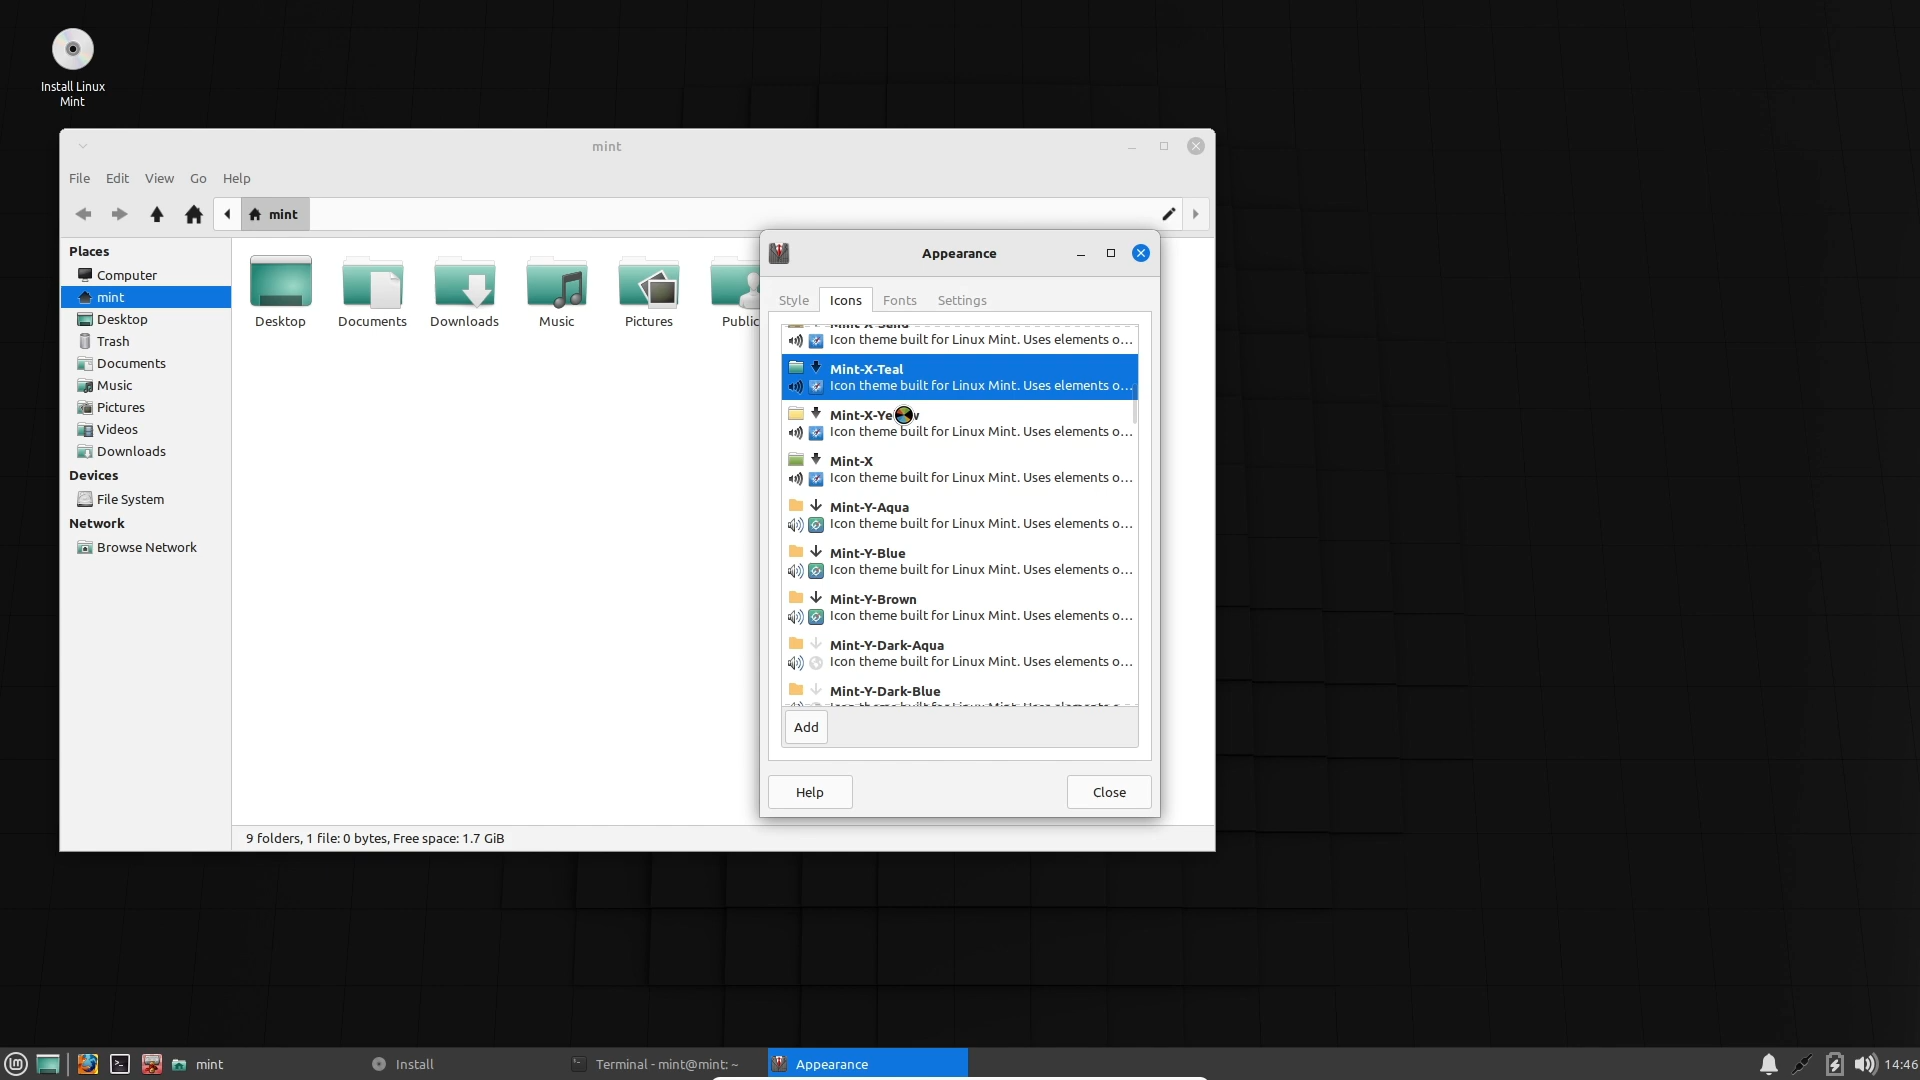 Install Linux
Mint
mint
File Edit View Go Help
mint
Places
Computer
mint
Desktop
Trash
Documents
Music
Pictures
Videos
Downloads
Devices
File System
Network
Browse Network
Desktop
Documents
Downloads
Music
Pictures
Public
9 folders, 1 file: 0 bytes, Free space: 1.7 GiB
Appearance
Style Icons Fonts Settings
Mint-X-Sand
Icon theme built for Linux Mint. Uses elements o...
Mint-X-Teal
Icon theme built for Linux Mint. Uses elements o...
Mint-X-Ye w
Icon theme built for Linux Mint. Uses elements o...
Mint-X
Icon theme built for Linux Mint. Uses elements o...
Mint-Y-Aqua
Icon theme built for Linux Mint. Uses elements o...
Mint-Y-Blue
Icon theme built for Linux Mint. Uses elements o...
Mint-Y-Brown
Icon theme built for Linux Mint. Uses elements o...
Mint-Y-Dark-Aqua
Icon theme built for Linux Mint. Uses elements o...
Mint-Y-Dark-Blue
Add
Help Close
mint
Install
Terminal - mint@mint: ~
Appearance
14:46